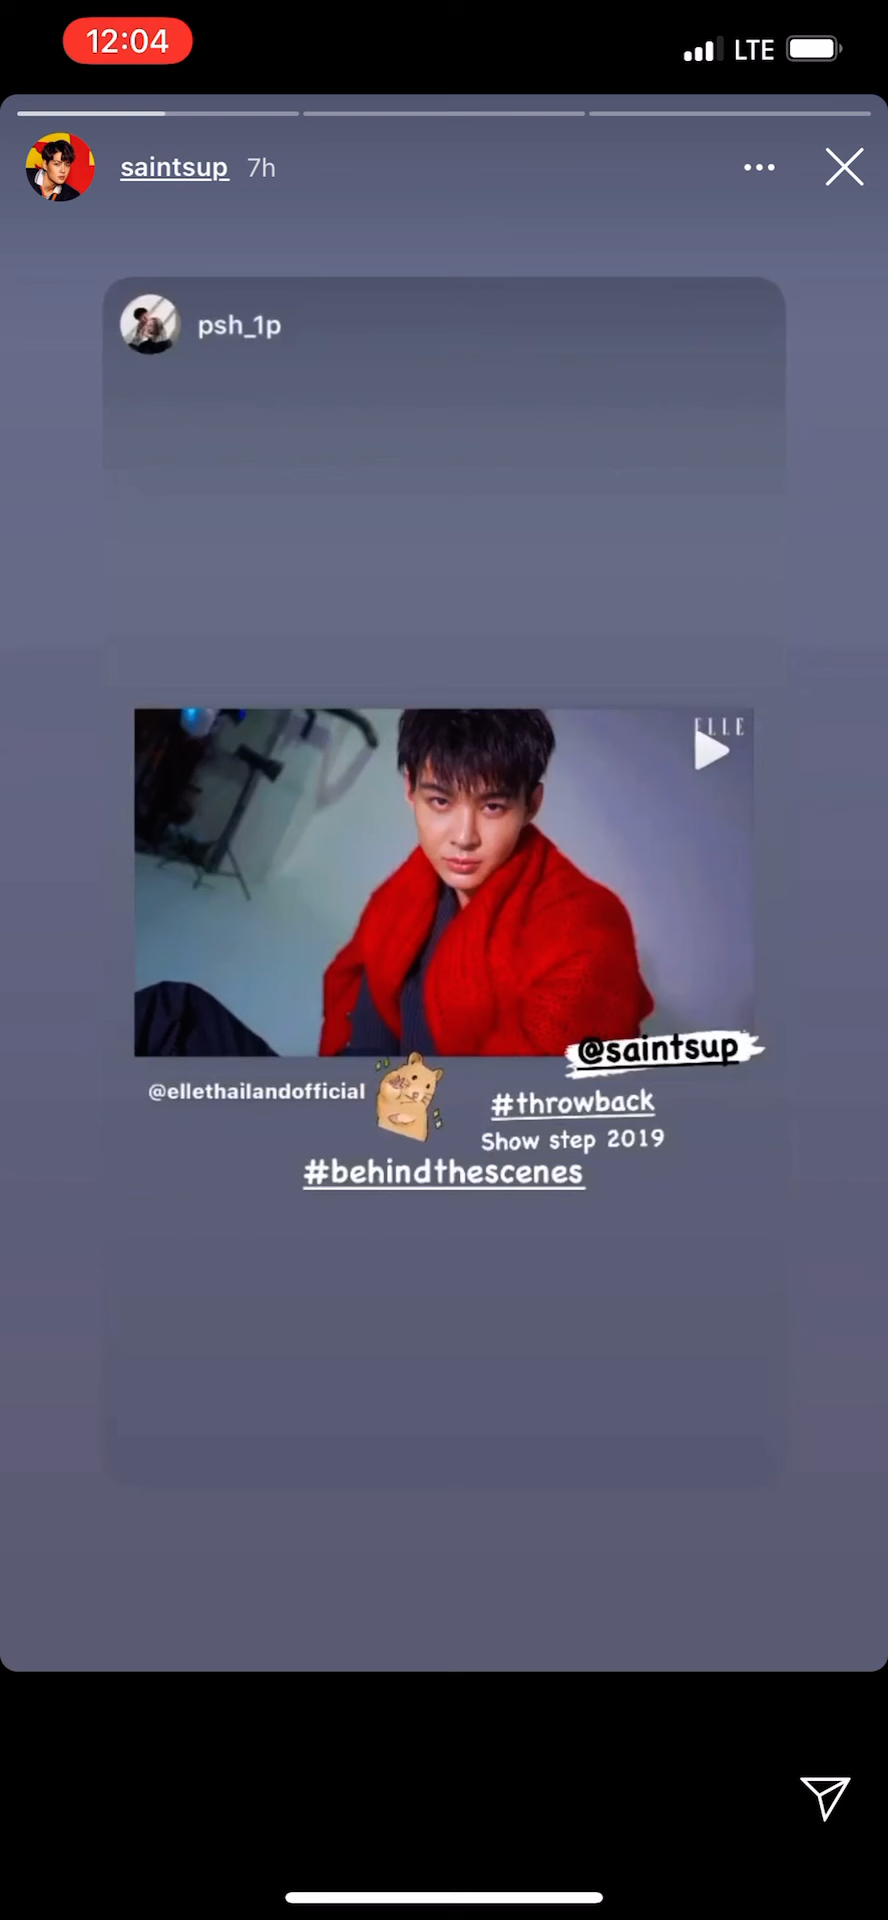 12:04
LTE
saintsup 7h
psh_1p
ELLE
@saintsup
@ellethailandofficial
#throwback
Show step 2019
#behindthescenes